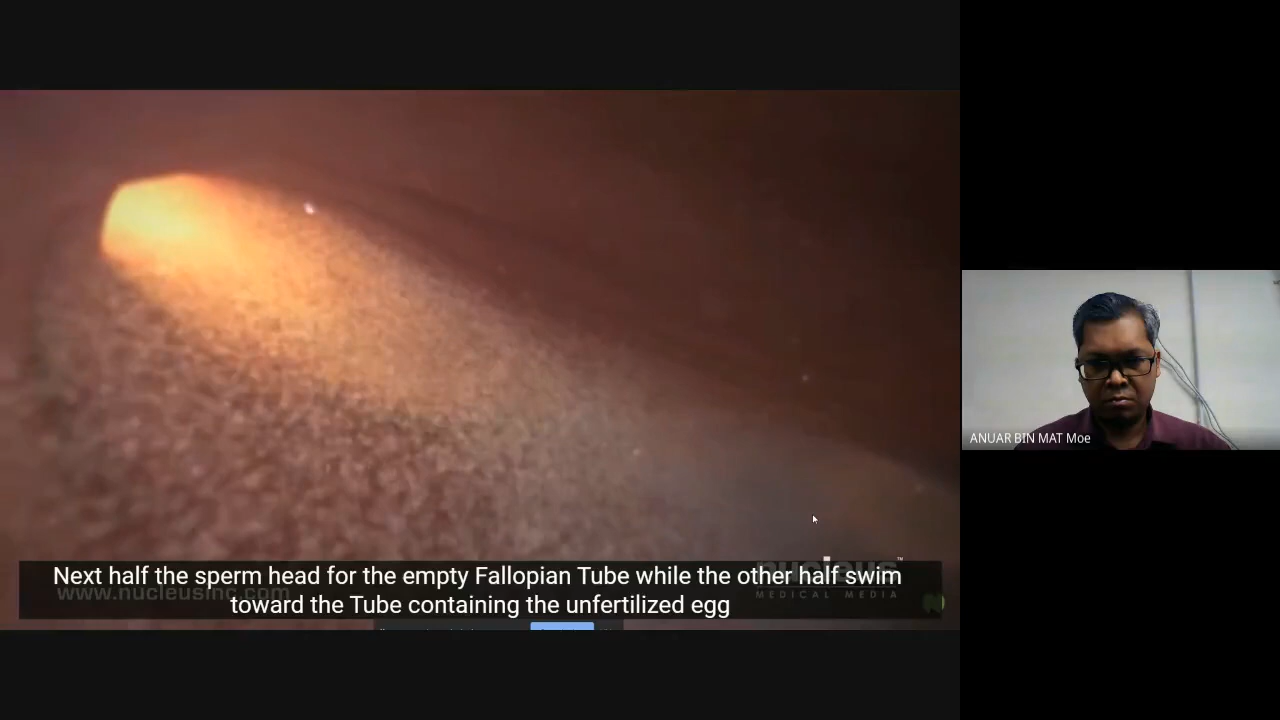 Next half the sperm head for the empty Fallopian Tube while the other half swim
toward the Tube containing the unfertilized egg
www.nucleusinc.com
nucleus™
MEDICAL MEDIA
ANUAR BIN MAT Moe